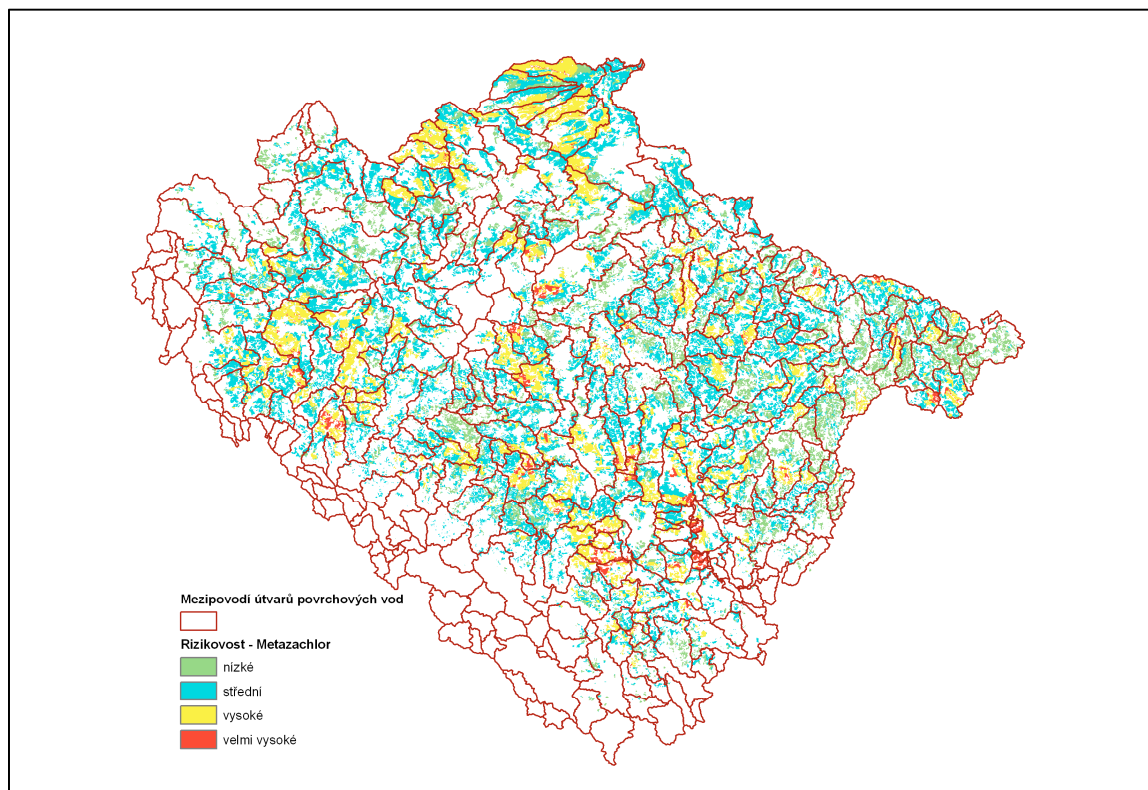 Mezipovodí útvarů povrchových vod
Rizikovost - Metazachlor
nízké
střední
vysoké
velmi vysoké